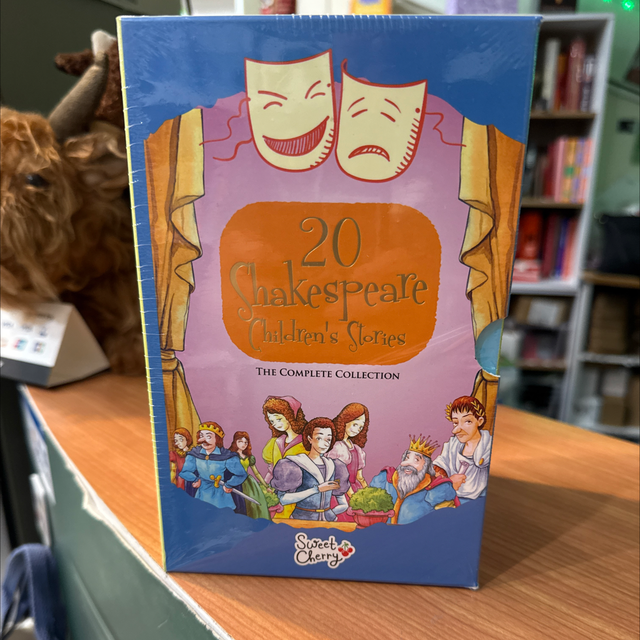 20
Shakespeare
Children's Stories
The Complete Collection
Sweet
Cherry